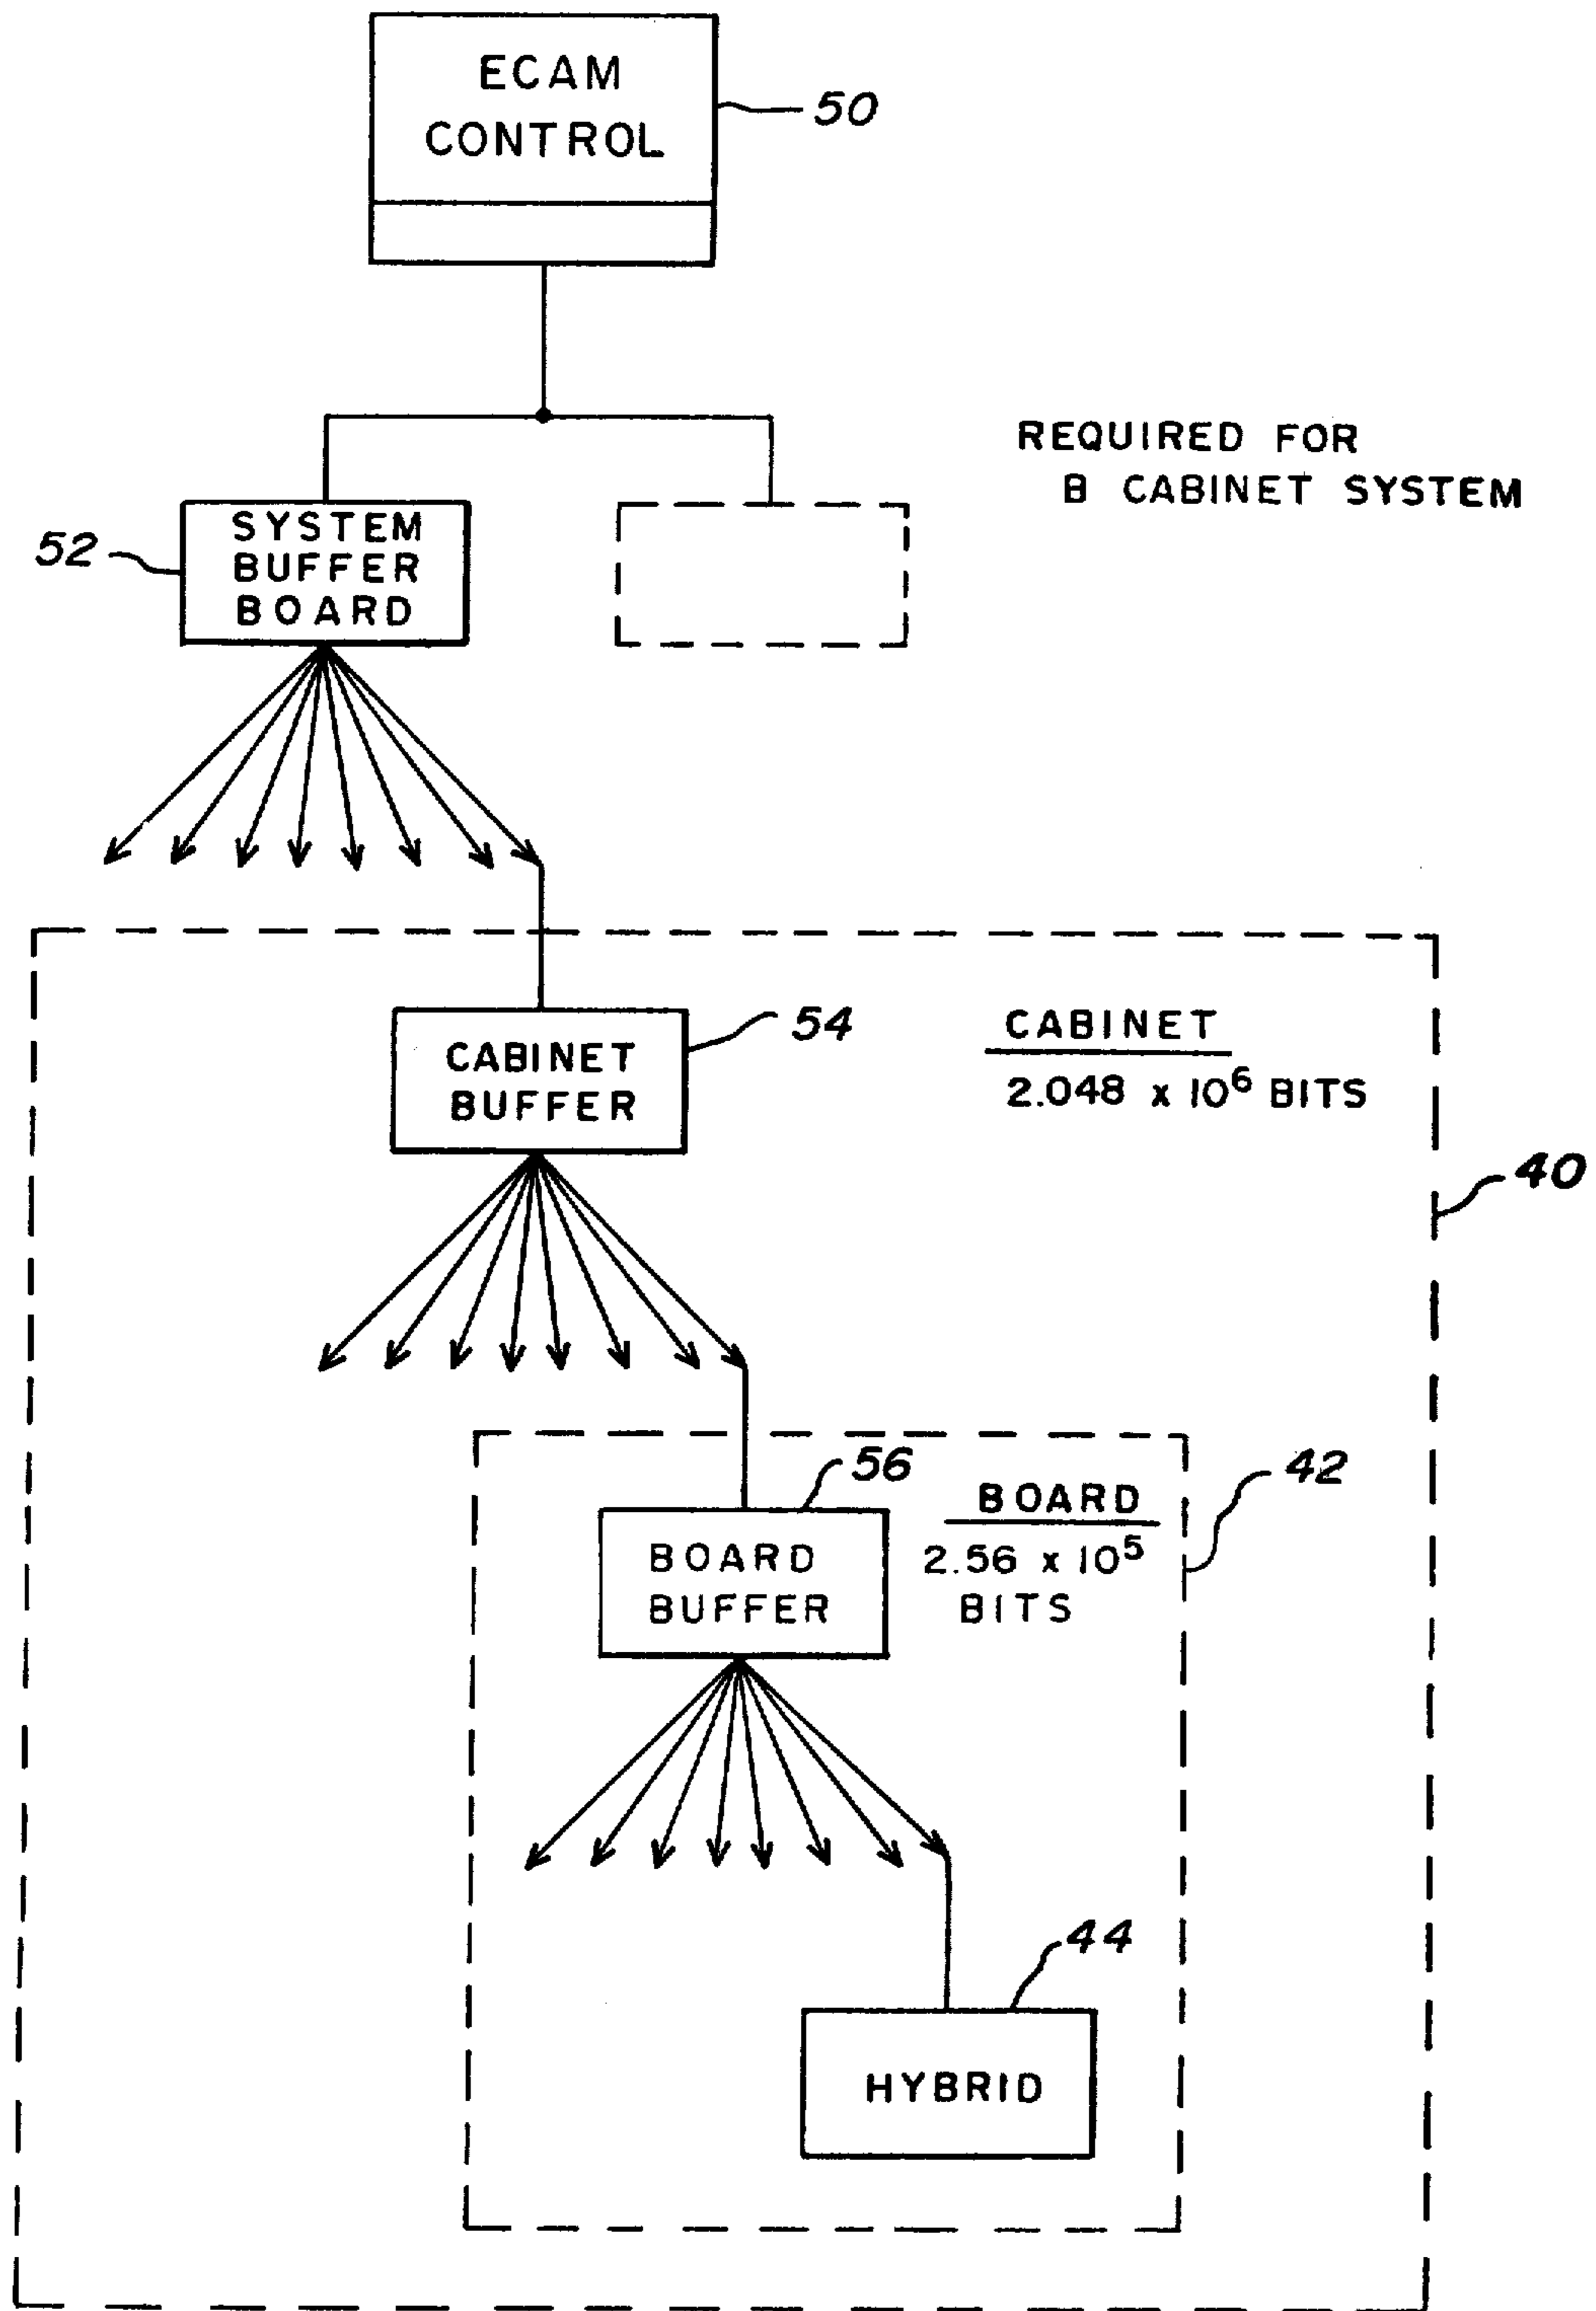 ECAM
CONTROL
50
REQUIRED FOR
B CABINET SYSTEM
52
SYSTEM
BUFFER
BOARD
54
CABINET
BUFFER
CABINET
2.048 x 10⁶ BITS
40
56
42
BOARD
2.56 x 10⁵
BITS
BOARD
BUFFER
44
HYBRID